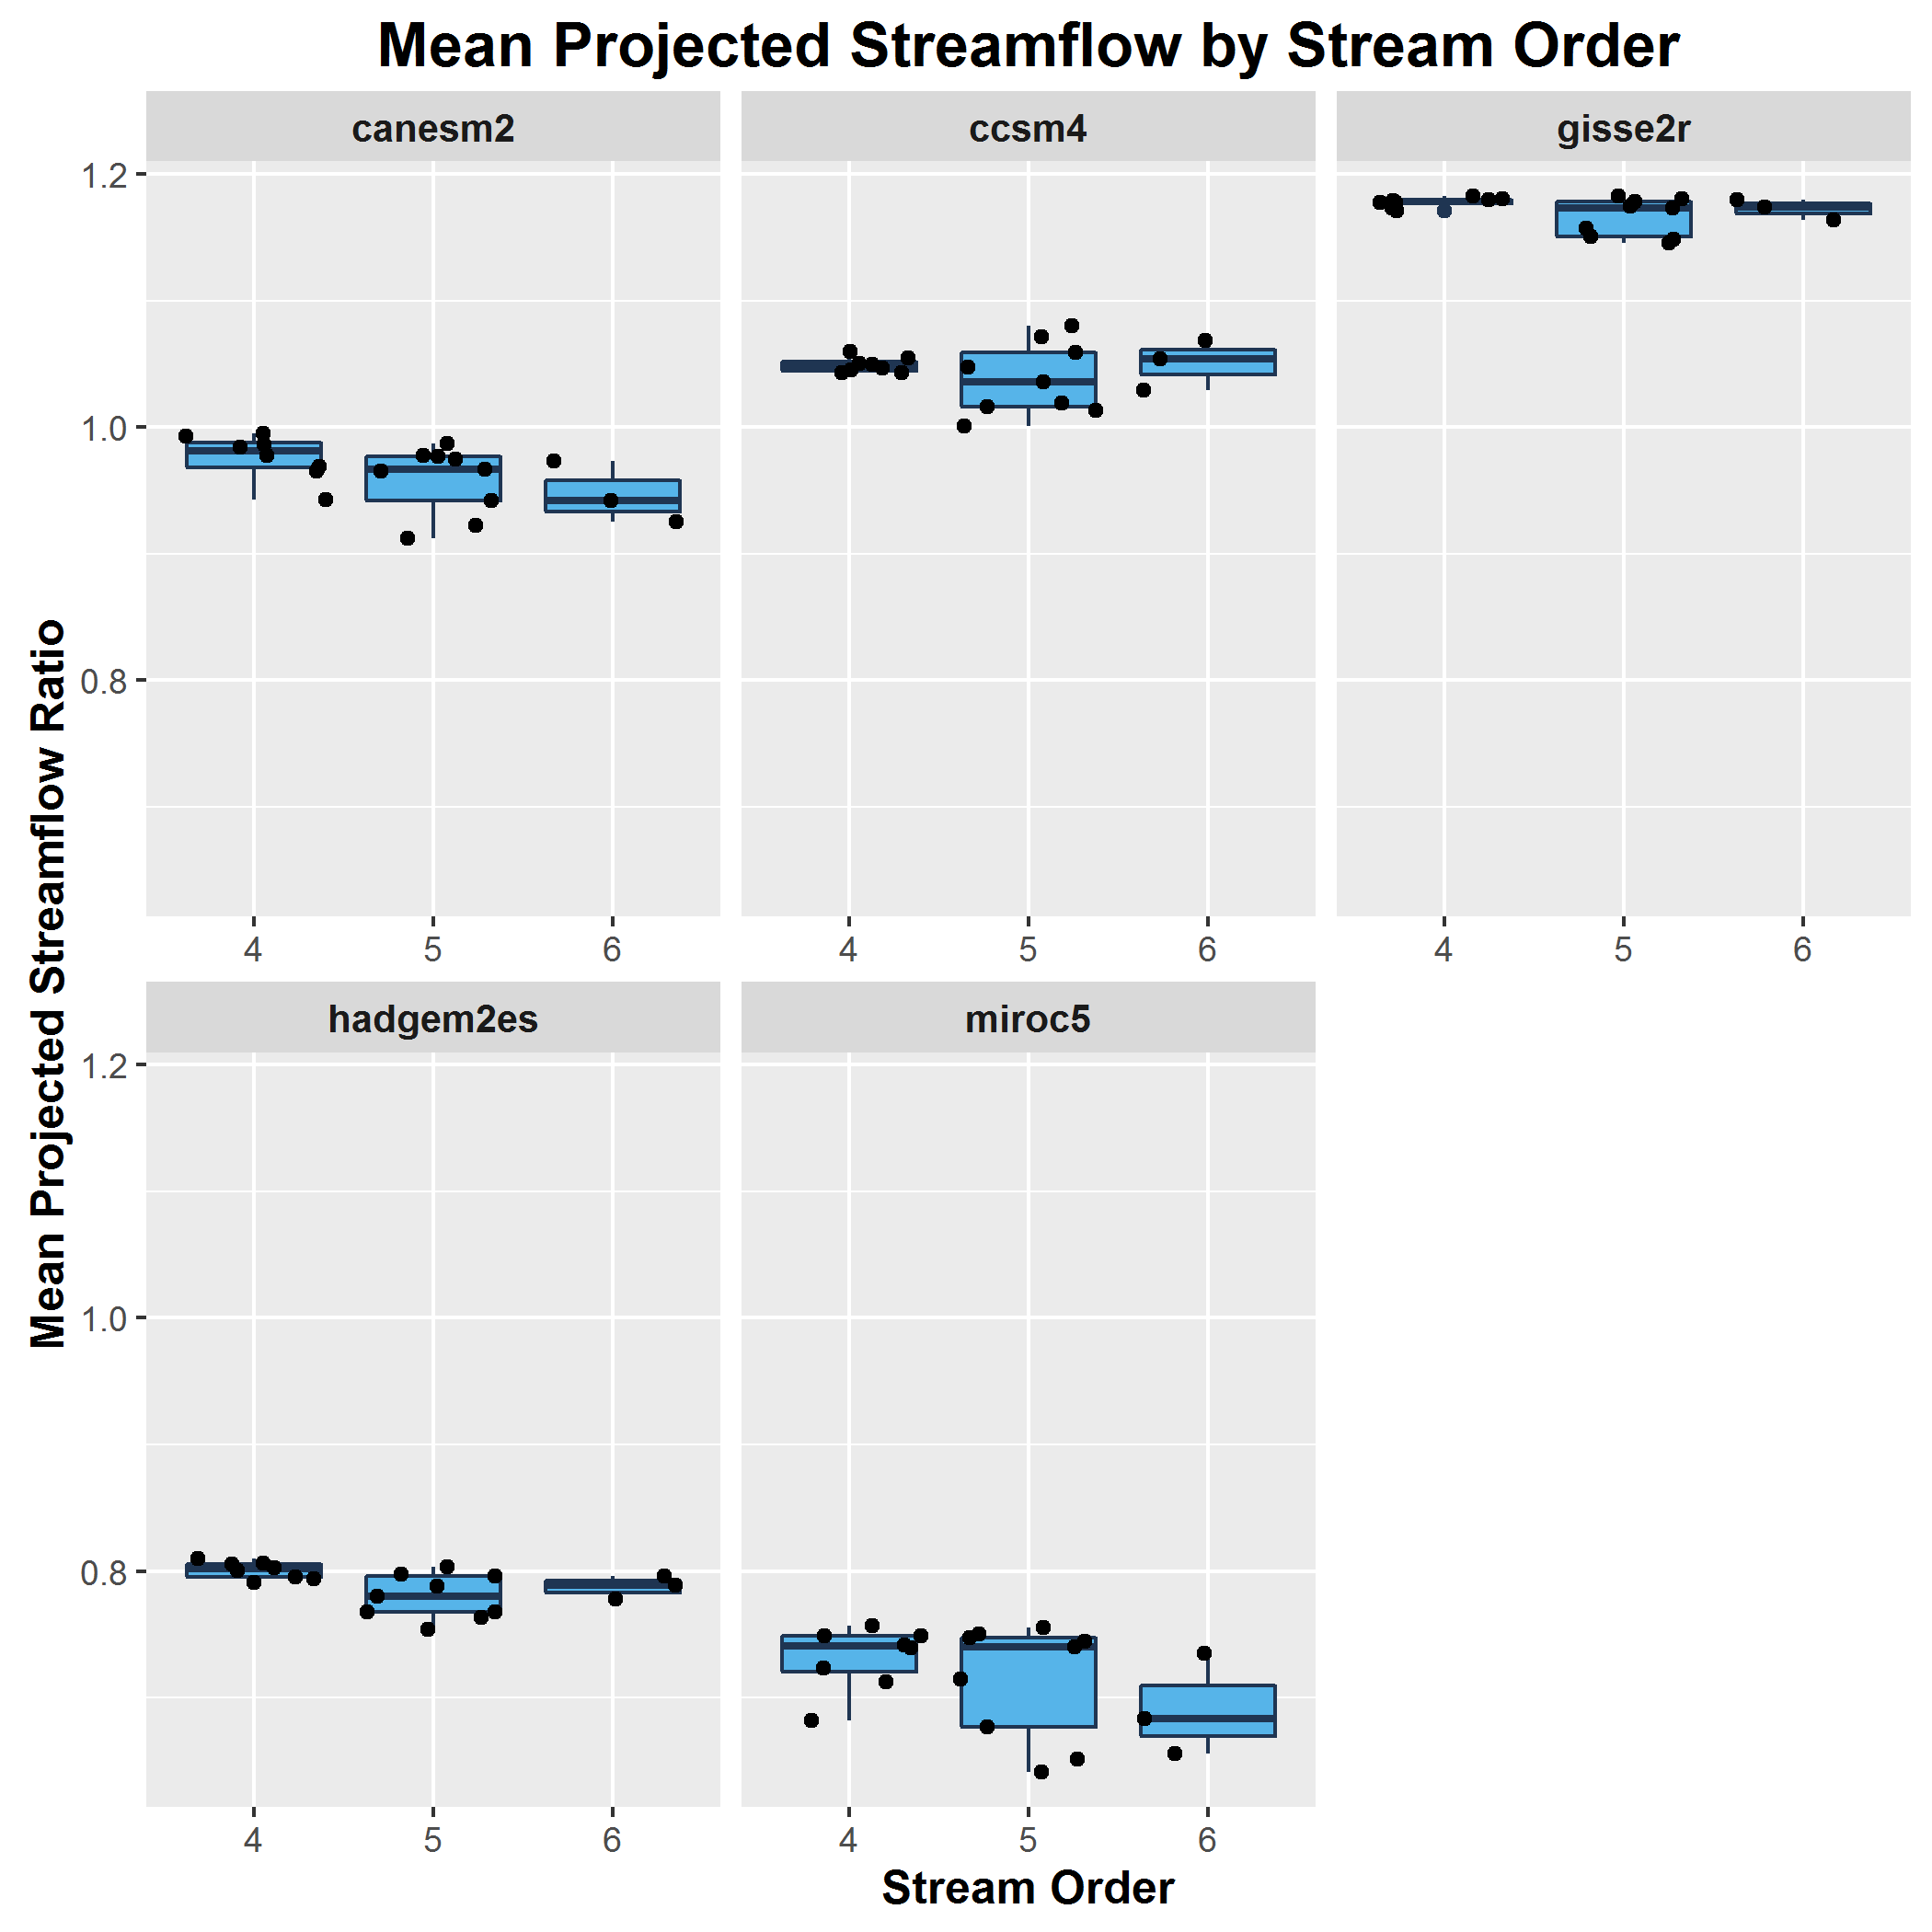 Mean Projected Streamflow by Stream Order
canesm2 ccsm4 gisse2r
1.2
1.0
0.8
4 5 6 4 5 6 4 5 6
Mean Projected Streamflow Ratio
hadgem2es miroc5
1.2
1.0
0.8
4 5 6 4 5 6
Stream Order